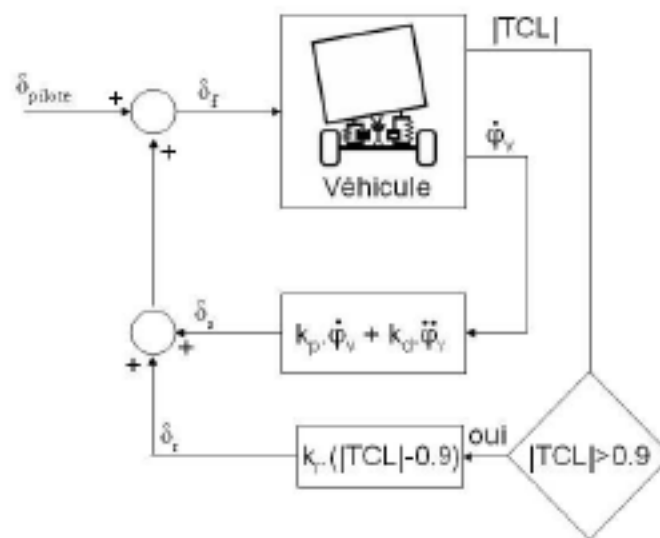 |TCL|
δpilote
+
δf
φ̇v
+
Véhicule
δa
kp.φ̇v + kd.φ̈v
+
+
δr
kr.(|TCL|-0.9)
oui
|TCL|>0.9